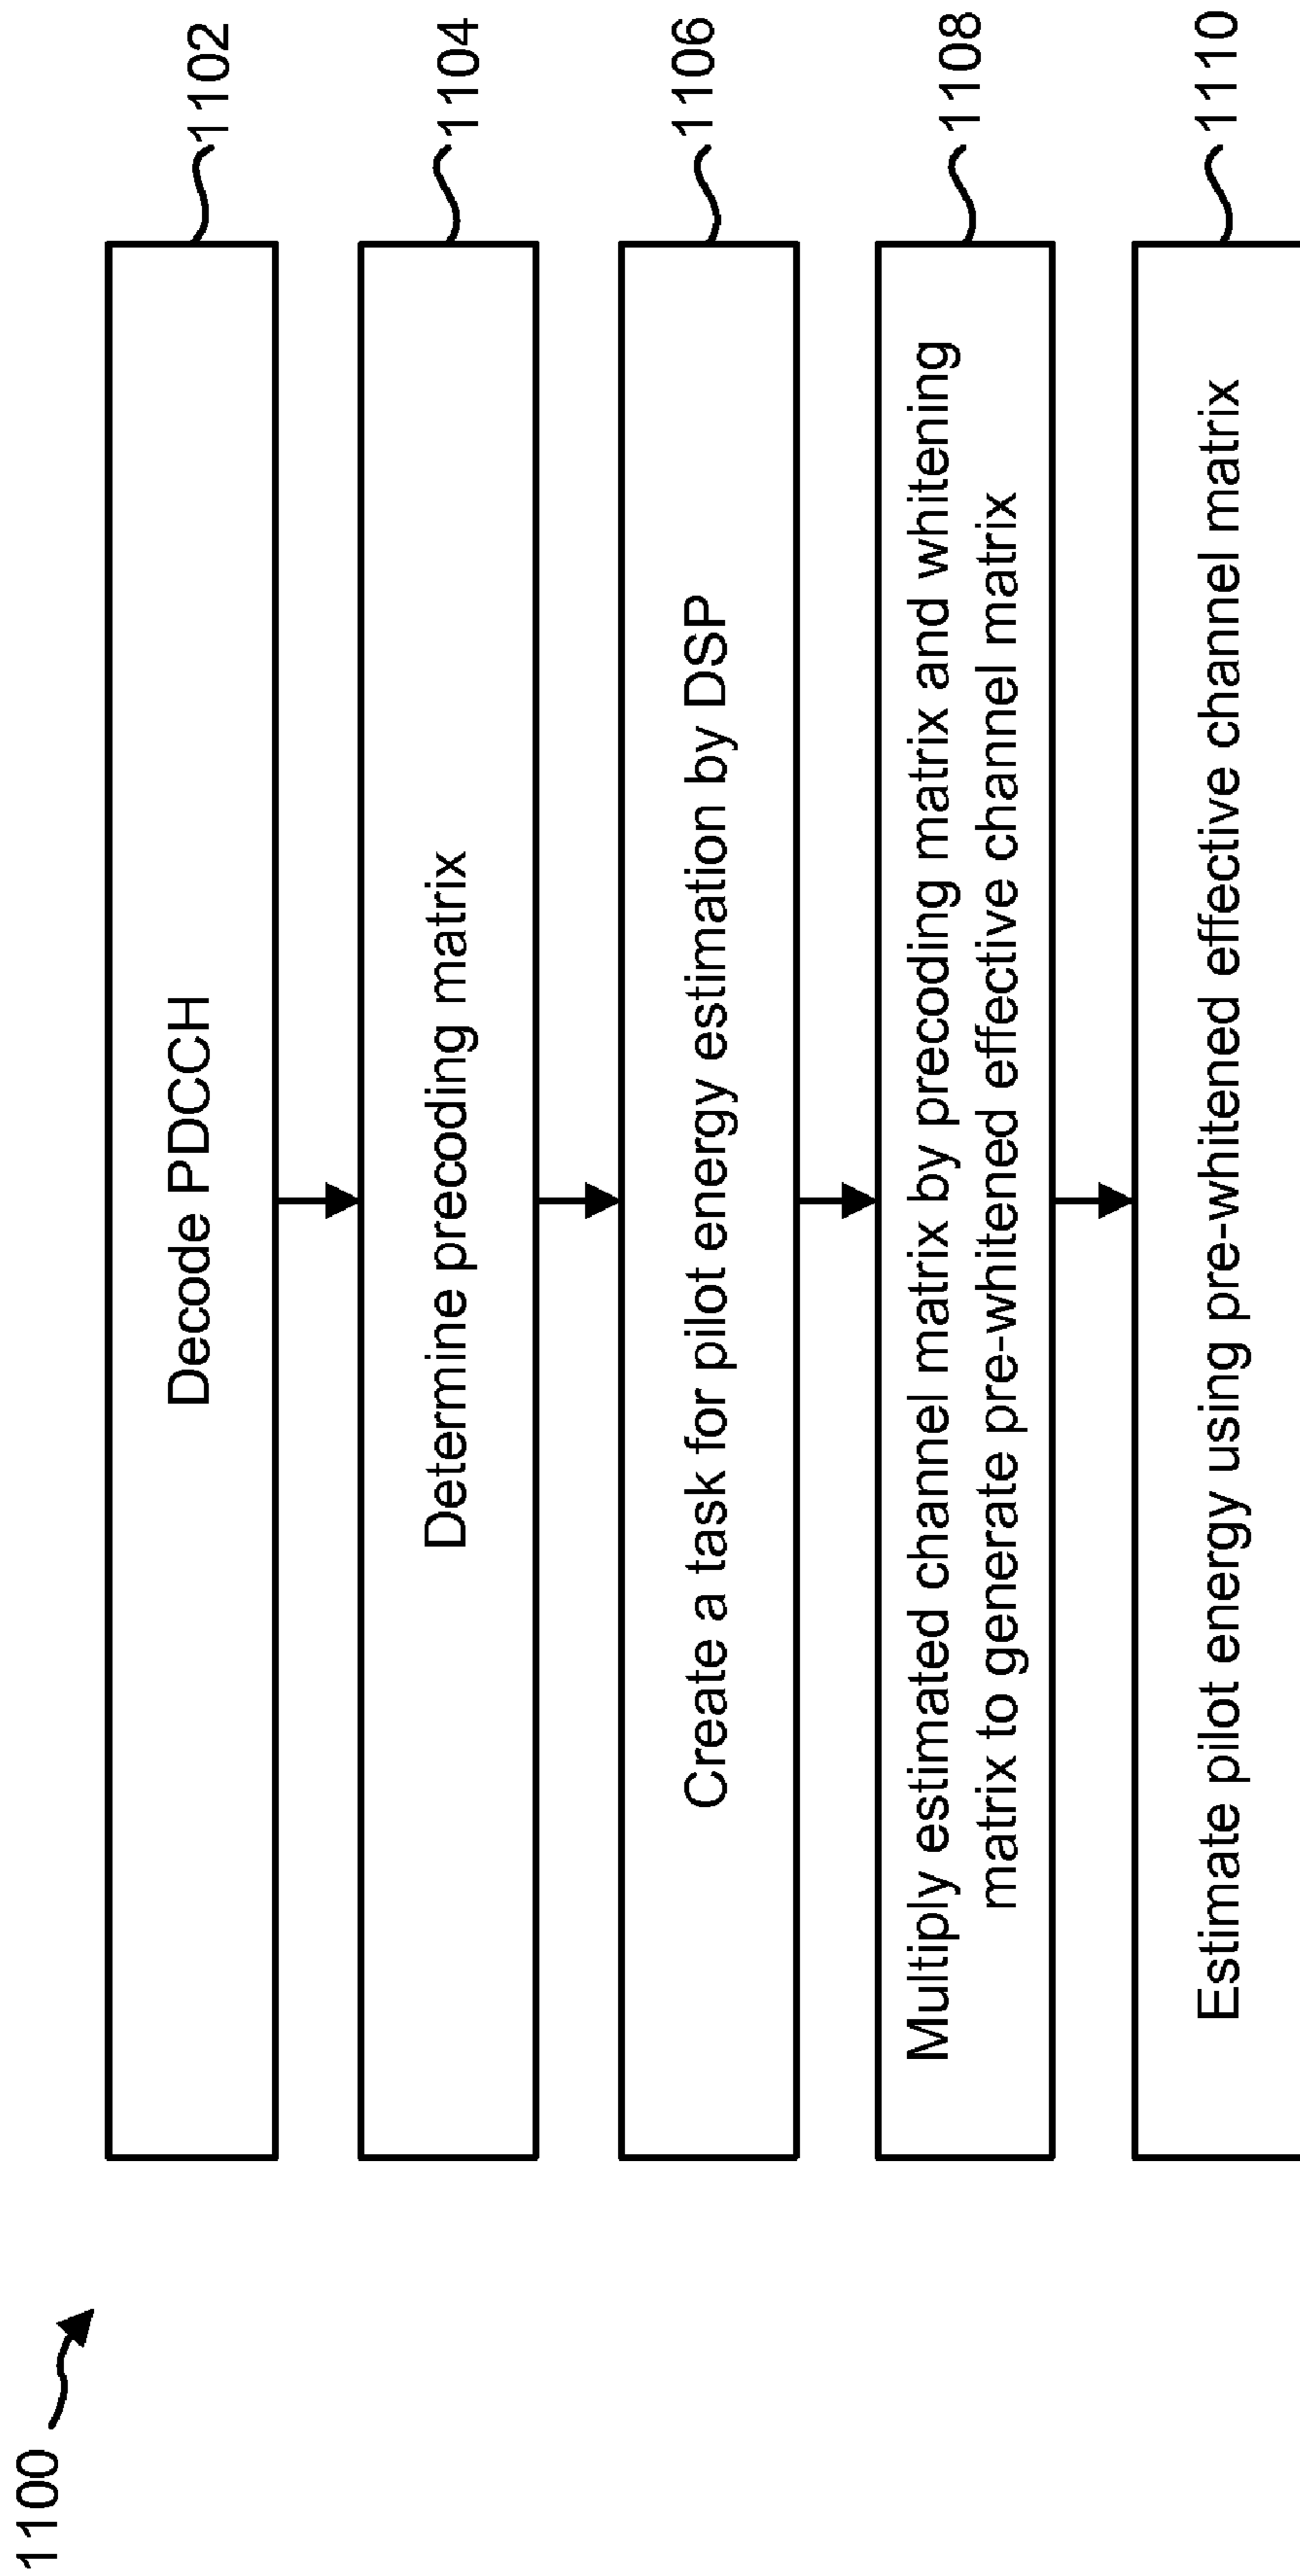 1100
Decode PDCCH
1102
Determine precoding matrix
1104
Create a task for pilot energy estimation by DSP
1106
Multiply estimated channel matrix by precoding matrix and whitening
matrix to generate pre-whitened effective channel matrix
1108
Estimate pilot energy using pre-whitened effective channel matrix
1110